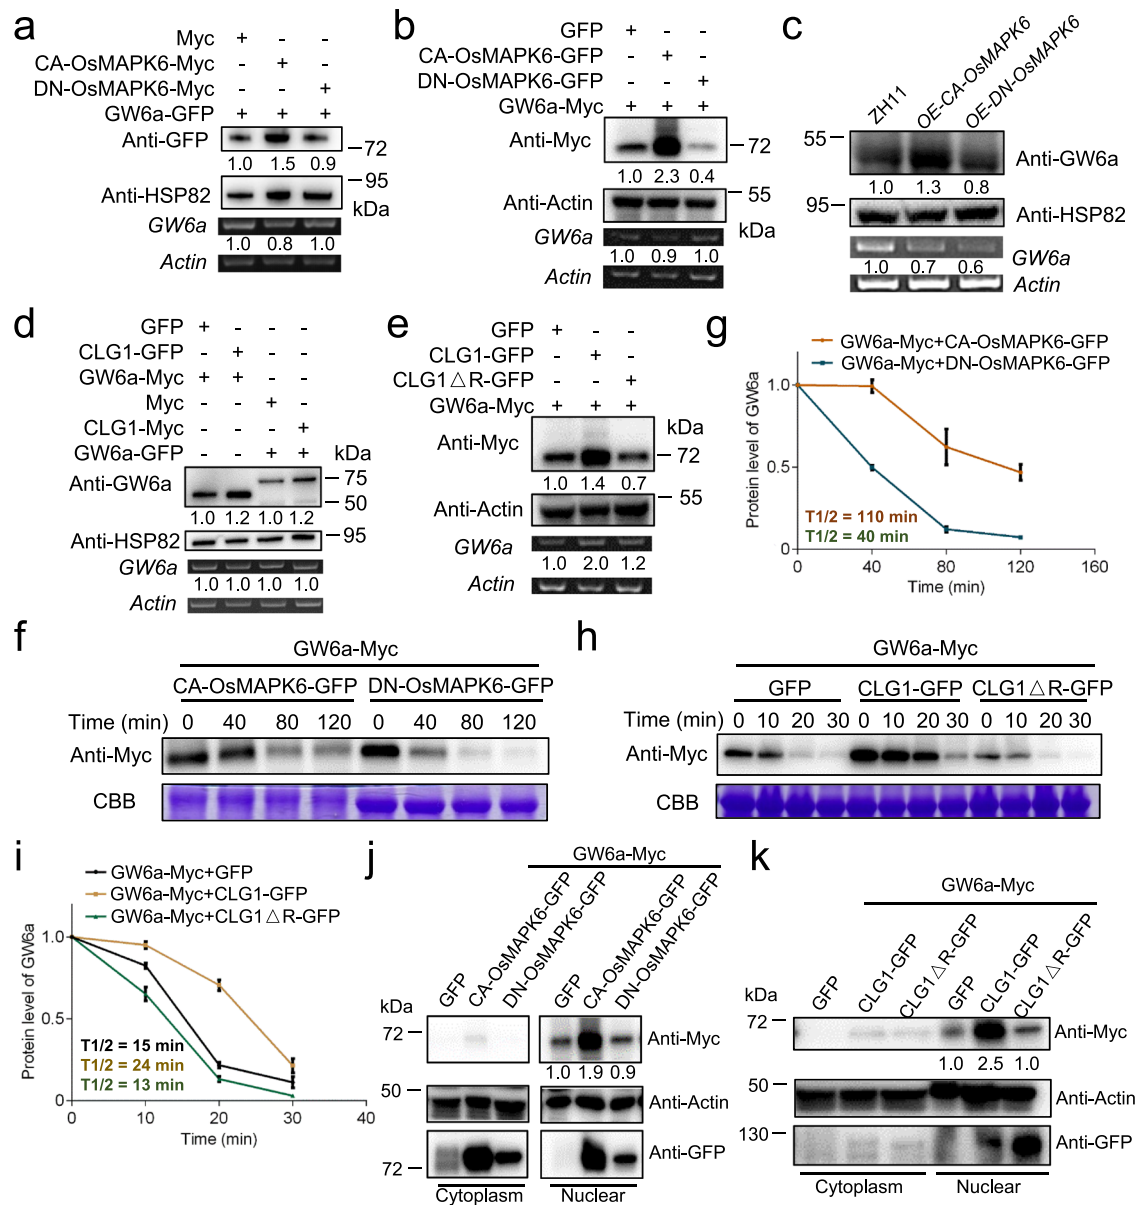 a
Myc + - -
CA-OsMAPK6-Myc - + -
DN-OsMAPK6-Myc - - +
GW6a-GFP + + +
Anti-GFP
72
1.0 1.5 0.9
95
Anti-HSP82
kDa
GW6a
1.0 0.8 1.0
Actin
b
GFP + - -
CA-OsMAPK6-GFP - + -
DN-OsMAPK6-GFP - - +
GW6a-Myc + + +
Anti-Myc
72
1.0 2.3 0.4
55
Anti-Actin
GW6a
kDa
1.0 0.9 1.0
Actin
c
ZH11 OE-CA-OsMAPK6 OE-DN-OsMAPK6
55
Anti-GW6a
1.0 1.3 0.8
95
Anti-HSP82
GW6a
1.0 0.7 0.6
Actin
d
GFP + - - -
CLG1-GFP - + - -
GW6a-Myc + + - -
Myc - - + -
CLG1-Myc - - - +
GW6a-GFP - - + +
kDa
Anti-GW6a
75
50
1.0 1.2 1.0 1.2
Anti-HSP82
95
GW6a
1.0 1.0 1.0 1.0
Actin
e
GFP + - -
CLG1-GFP - + -
CLG1△R-GFP - - +
GW6a-Myc + + +
kDa
Anti-Myc
72
1.0 1.4 0.7
55
Anti-Actin
GW6a
1.0 2.0 1.2
Actin
g
GW6a-Myc+CA-OsMAPK6-GFP
GW6a-Myc+DN-OsMAPK6-GFP
Protein level of GW6a
1.0
0.5
0
T1/2 = 110 min
T1/2 = 40 min
0 40 80 120 160
Time (min)
f
GW6a-Myc
CA-OsMAPK6-GFP DN-OsMAPK6-GFP
Time (min) 0 40 80 120 0 40 80 120
Anti-Myc
CBB
h
GW6a-Myc
GFP CLG1-GFP CLG1△R-GFP
Time (min) 0 10 20 30 0 10 20 30 0 10 20 30
Anti-Myc
CBB
i
GW6a-Myc+GFP
GW6a-Myc+CLG1-GFP
GW6a-Myc+CLG1△R-GFP
Protein level of GW6a
1.0
0.5
0
T1/2 = 15 min
T1/2 = 24 min
T1/2 = 13 min
0 10 20 30 40
Time (min)
j
GW6a-Myc
GFP CA-OsMAPK6-GFP DN-OsMAPK6-GFP GFP CA-OsMAPK6-GFP DN-OsMAPK6-GFP
kDa
72
Anti-Myc
1.0 1.9 0.9
50
Anti-Actin
Anti-GFP
72
Cytoplasm Nuclear
k
GW6a-Myc
GFP CLG1-GFP CLG1△R-GFP GFP CLG1-GFP CLG1△R-GFP
kDa
72
Anti-Myc
1.0 2.5 1.0
50
Anti-Actin
130
Anti-GFP
Cytoplasm Nuclear